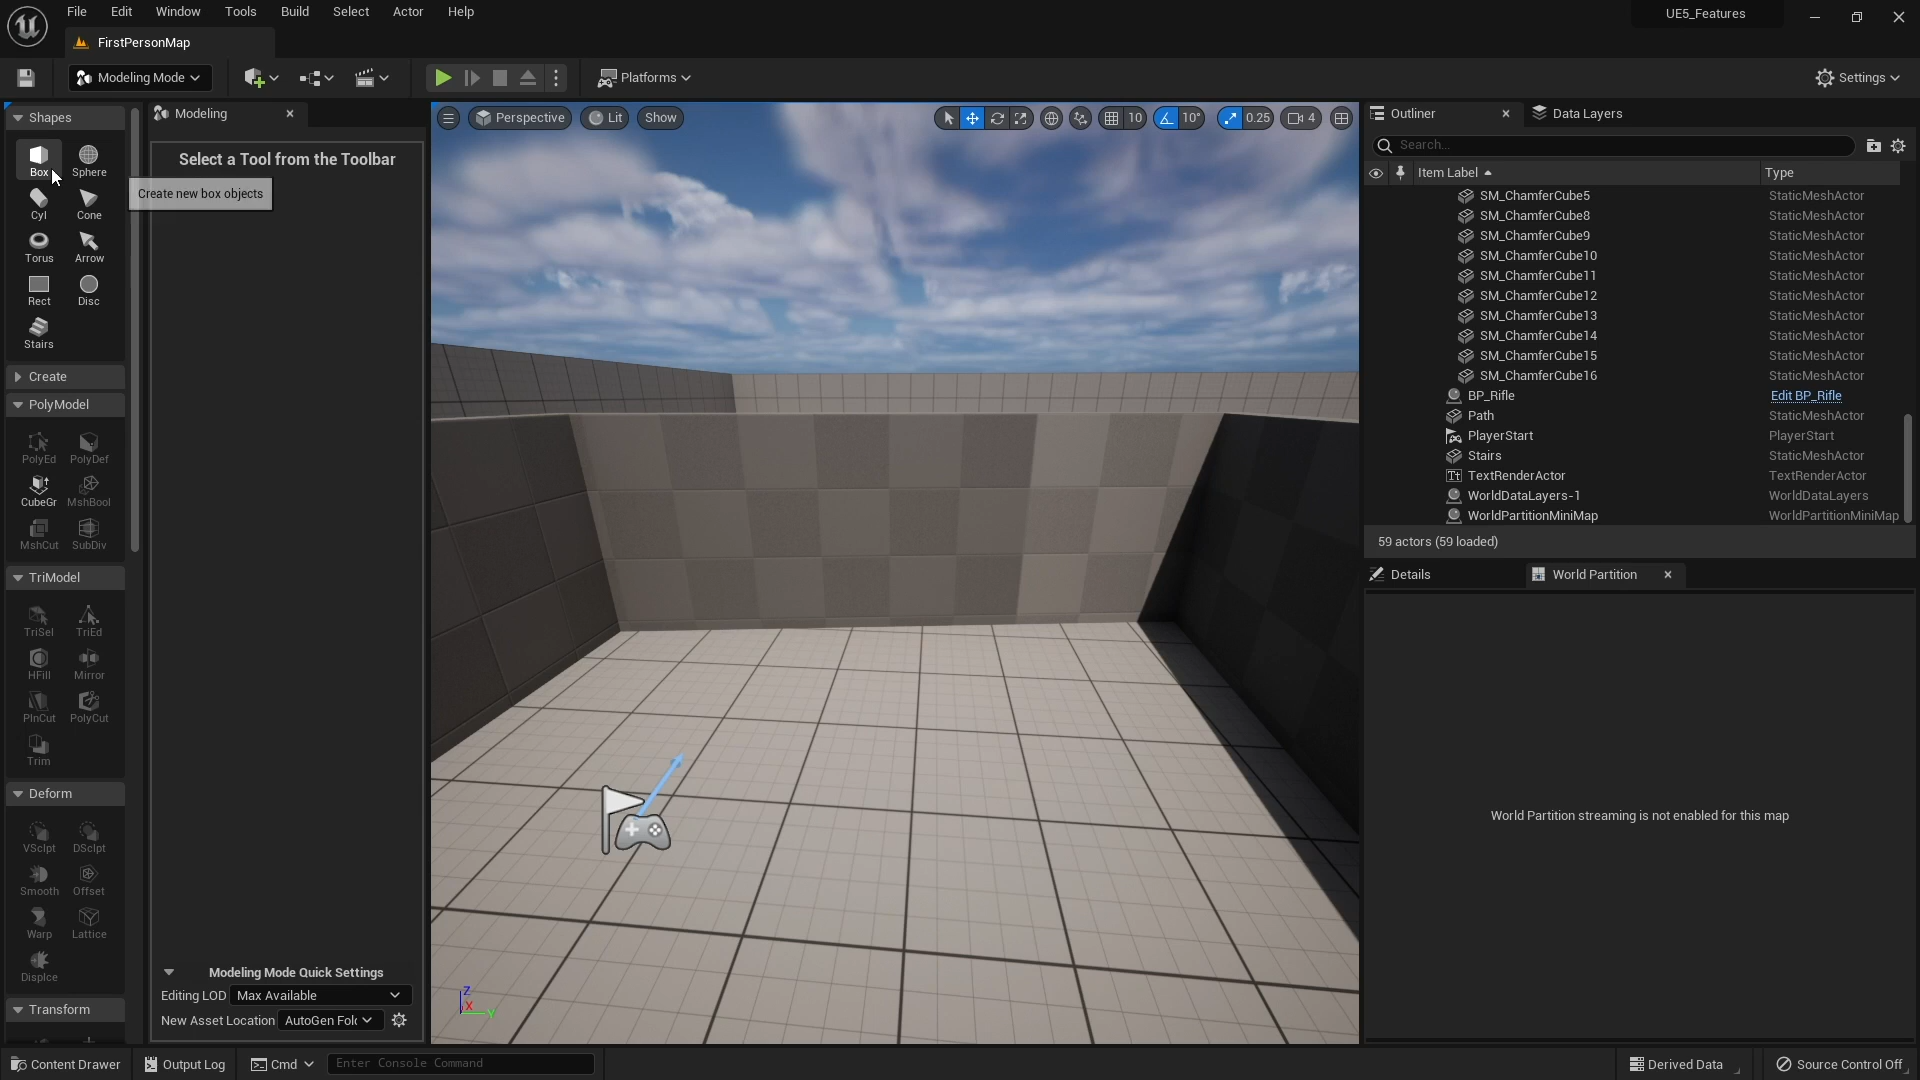 File Edit Window Tools Build Select Actor Help
UE5_Features
FirstPersonMap
Modeling Mode
Platforms
Settings
Shapes
Box Sphere
Cyl Cone
Torus Arrow
Rect Disc
Stairs
Create
PolyModel
PolyEd PolyDef
CubeGr MshBool
MshCut SubDiv
TriModel
TriSel TriEd
HFill Mirror
PlnCut PolyCut
Trim
Deform
VSclpt DSclpt
Smooth Offset
Warp Lattice
Displce
Transform
Modeling
Select a Tool from the Toolbar
Create new box objects
Modeling Mode Quick Settings
Editing LOD Max Available
New Asset Location AutoGen Fol
Perspective Lit Show
10 10° 0.25 4
Z
X
Y
Outliner Data Layers
Search...
Item Label Type
SM_ChamferCube5 StaticMeshActor
SM_ChamferCube8 StaticMeshActor
SM_ChamferCube9 StaticMeshActor
SM_ChamferCube10 StaticMeshActor
SM_ChamferCube11 StaticMeshActor
SM_ChamferCube12 StaticMeshActor
SM_ChamferCube13 StaticMeshActor
SM_ChamferCube14 StaticMeshActor
SM_ChamferCube15 StaticMeshActor
SM_ChamferCube16 StaticMeshActor
BP_Rifle Edit BP_Rifle
Path StaticMeshActor
PlayerStart PlayerStart
Stairs StaticMeshActor
TextRenderActor TextRenderActor
WorldDataLayers-1 WorldDataLayers
WorldPartitionMiniMap WorldPartitionMiniMap
59 actors (59 loaded)
Details World Partition
World Partition streaming is not enabled for this map
Content Drawer Output Log Cmd Enter Console Command
Derived Data Source Control Off